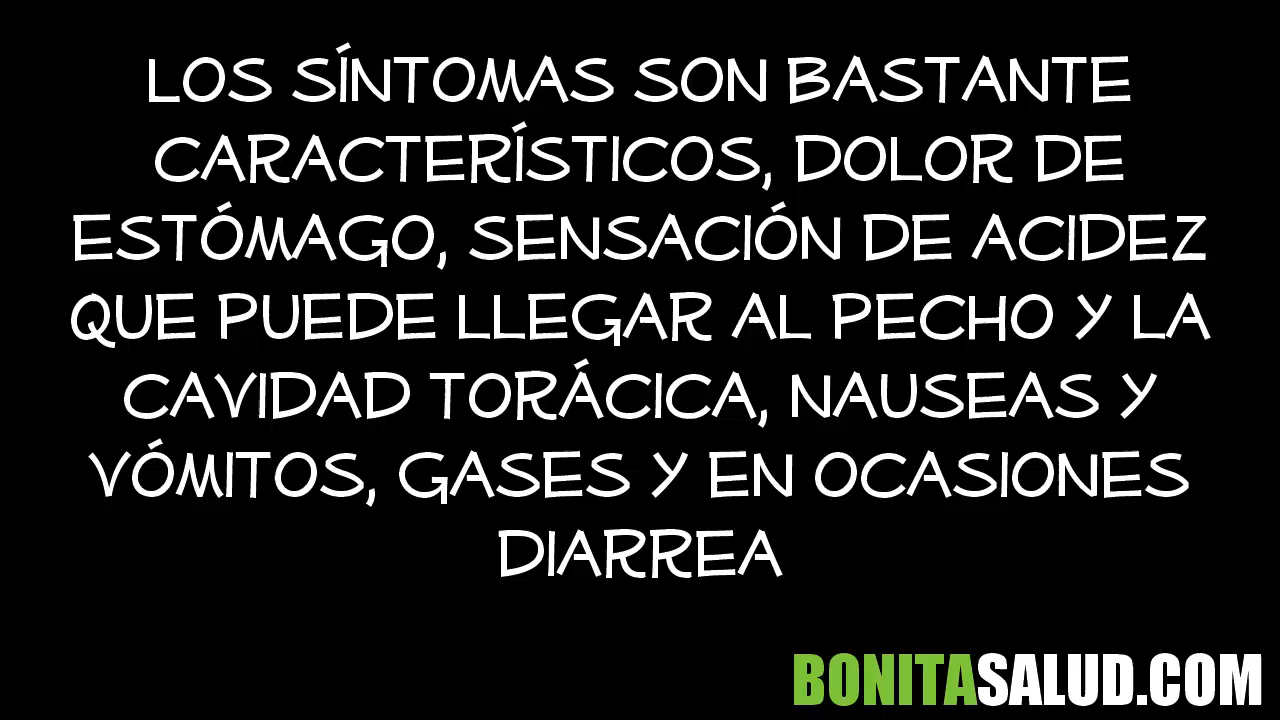 LOS SÍNTOMAS SON BASTANTE
CARACTERÍSTICOS, DOLOR DE
ESTÓMAGO, SENSACIÓN DE ACIDEZ
QUE PUEDE LLEGAR AL PECHO Y LA
CAVIDAD TORÁCICA, NAUSEAS Y
VÓMITOS, GASES Y EN OCASIONES
DIARREA
BONITASALUD.COM